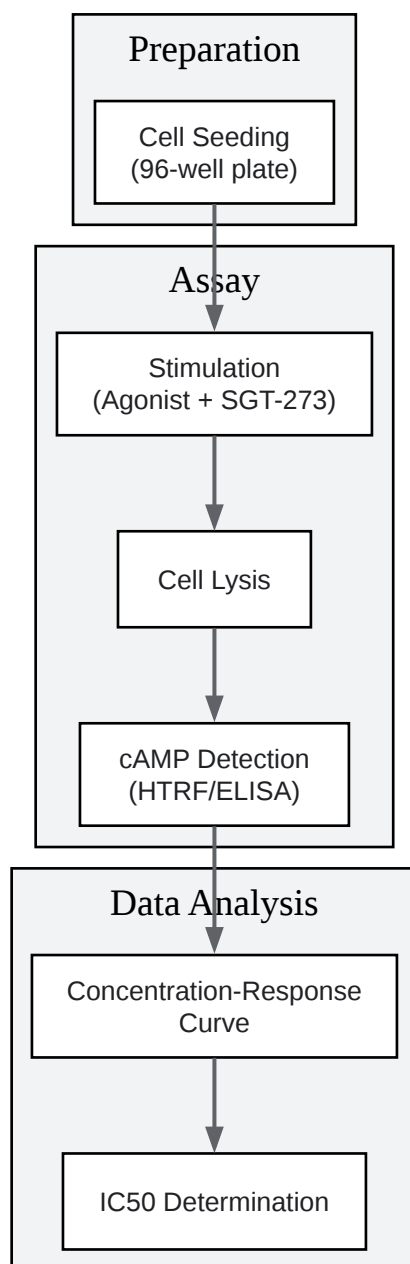 Preparation
Cell Seeding
(96-well plate)
Assay
Stimulation
(Agonist + SGT-273)
Cell Lysis
cAMP Detection
(HTRF/ELISA)
Data Analysis
Concentration-Response
Curve
IC50 Determination